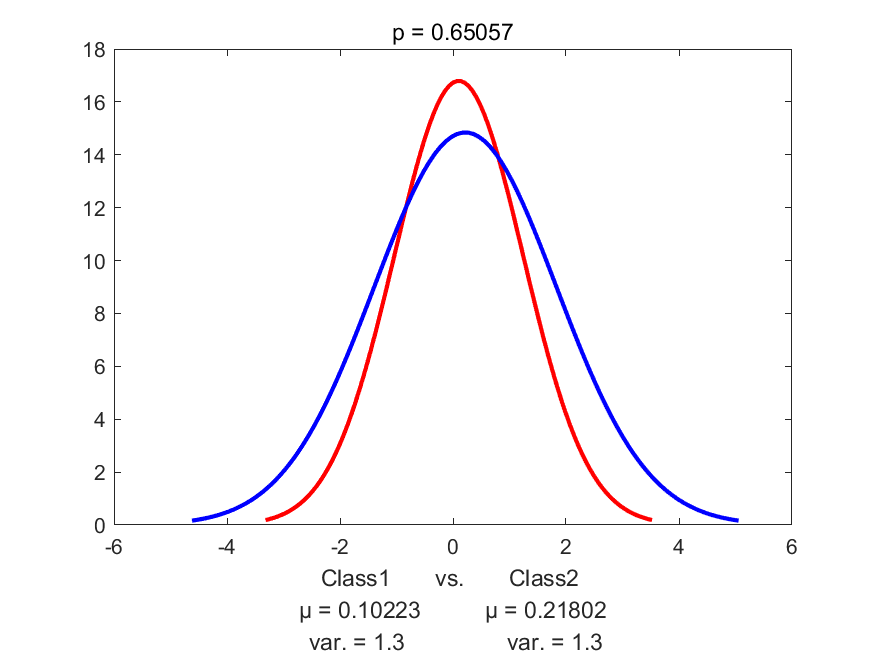 p = 0.65057
18
16
14
12
10
8
6
4
2
0
-6 -4 -2 0 2 4 6
Class1 vs. Class2
μ = 0.10223 μ = 0.21802
var. = 1.3 var. = 1.3